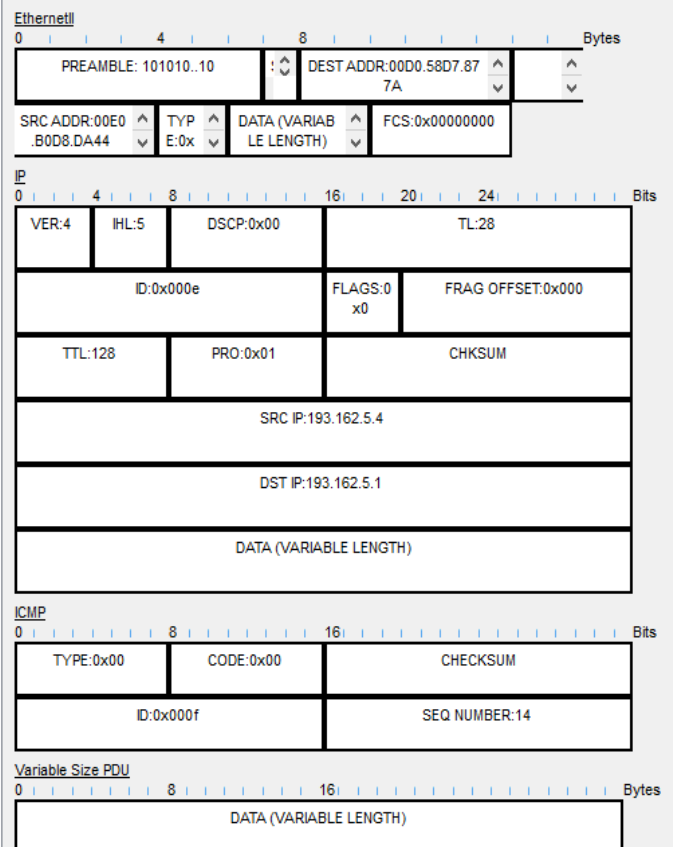 EthernetII
0 4 8 Bytes
PREAMBLE: 101010..10
DEST ADDR:00D0.58D7.87
7A
SRC ADDR:00E0
.B0D8.DA44
TYP
E:0x
DATA (VARIAB
LE LENGTH)
FCS:0x00000000
IP
0 4 8 16 20 24 Bits
VER:4
IHL:5
DSCP:0x00
TL:28
ID:0x000e
FLAGS:0
x0
FRAG OFFSET:0x000
TTL:128
PRO:0x01
CHKSUM
SRC IP:193.162.5.4
DST IP:193.162.5.1
DATA (VARIABLE LENGTH)
ICMP
0 8 16 Bits
TYPE:0x00
CODE:0x00
CHECKSUM
ID:0x000f
SEQ NUMBER:14
Variable Size PDU
0 8 16 Bytes
DATA (VARIABLE LENGTH)